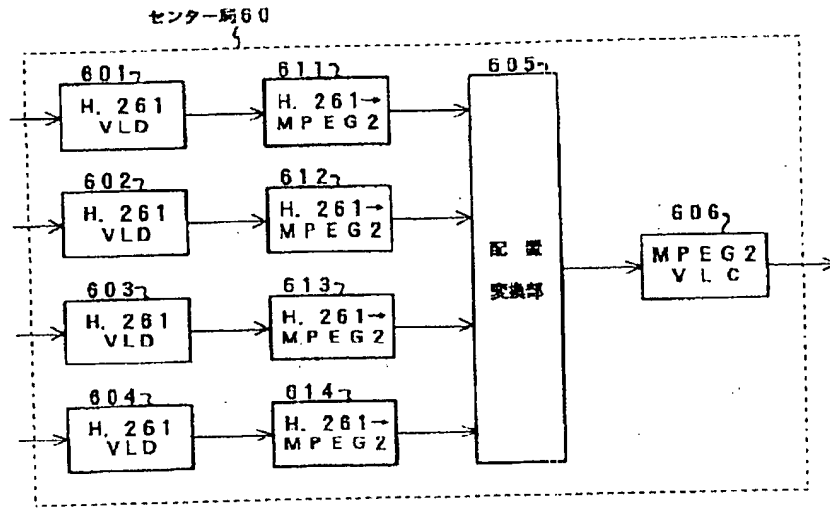 センター局60
601
H. 261
VLD
611
H. 261→
MPEG2
605
配置
変換部
602
H. 261
VLD
612
H. 261→
MPEG2
606
MPEG2
VLC
603
H. 261
VLD
613
H. 261→
MPEG2
604
H. 261
VLD
614
H. 261→
MPEG2